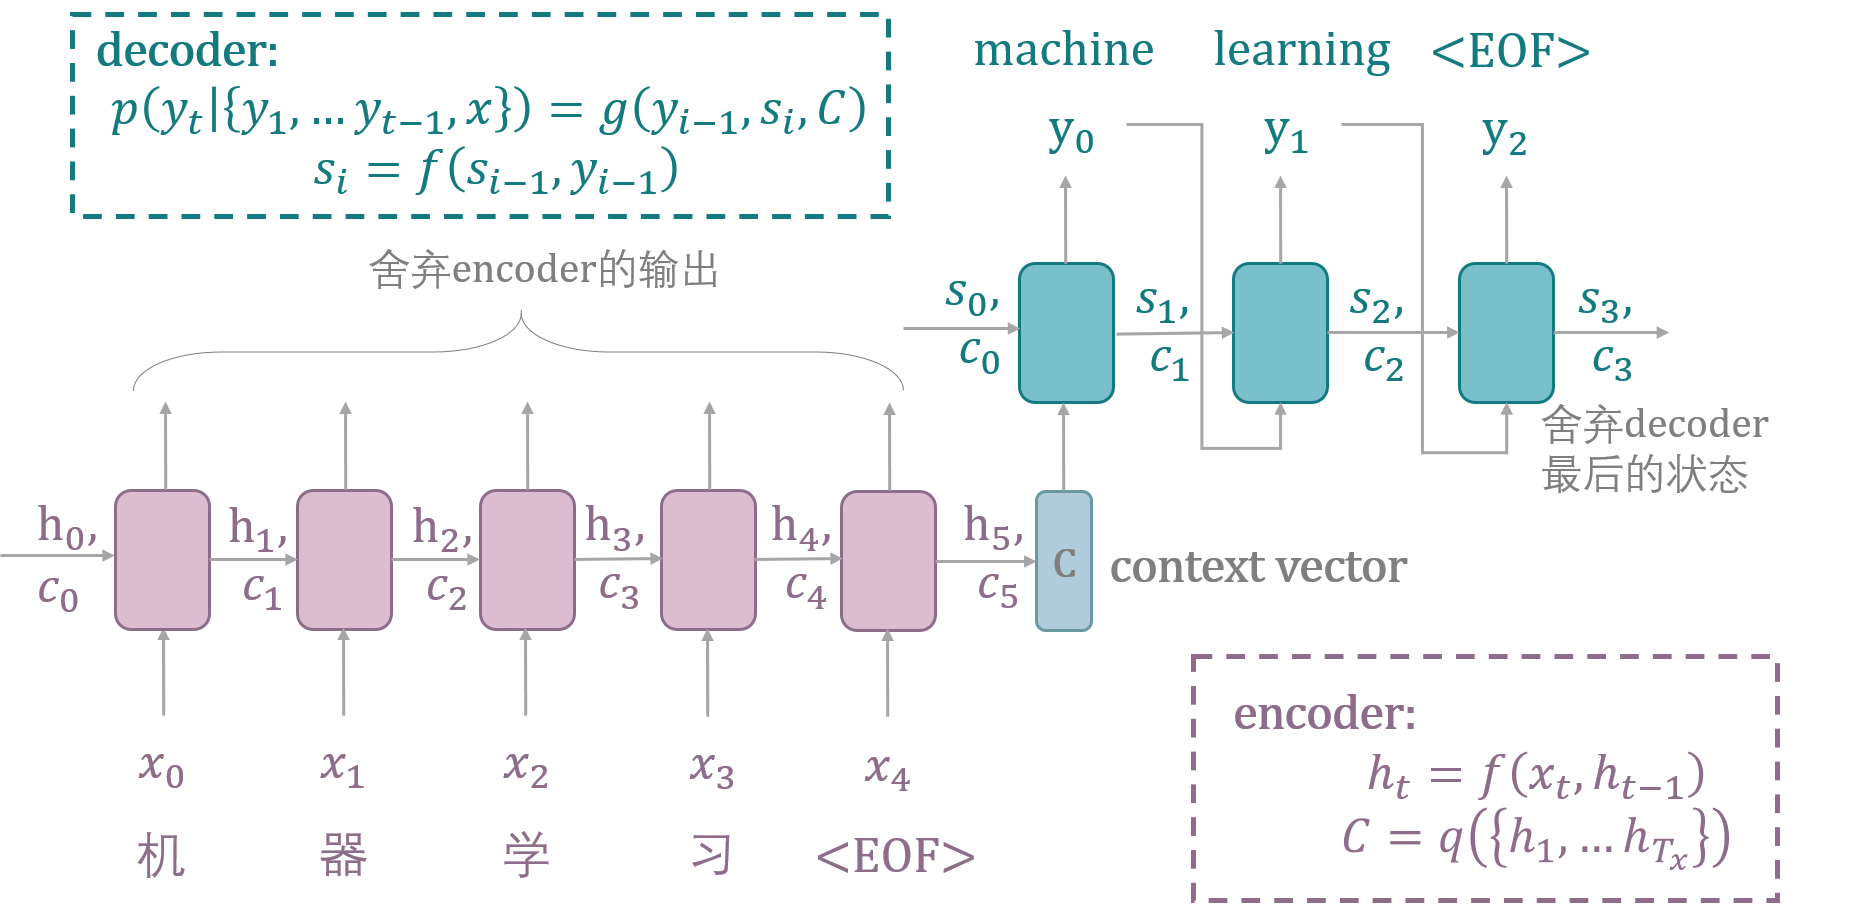 decoder:
p(y_t|{y_1, … y_{t−1}, x}) = g(y_{i−1}, s_i, C)
s_i = f(s_{i−1}, y_{i−1})
machine learning <EOF>
y_0 y_1 y_2
舍弃encoder的输出
s_0, s_1, s_2, s_3,
c_0 c_1 c_2 c_3
舍弃decoder
最后的状态
h_0, h_1, h_2, h_3, h_4, h_5,
c_0 c_1 c_2 c_3 c_4 c_5
C context vector
x_0 x_1 x_2 x_3 x_4
机 器 学 习 <EOF>
encoder:
h_t = f(x_t, h_{t−1})
C = q({h_1, … h_{T_x}})